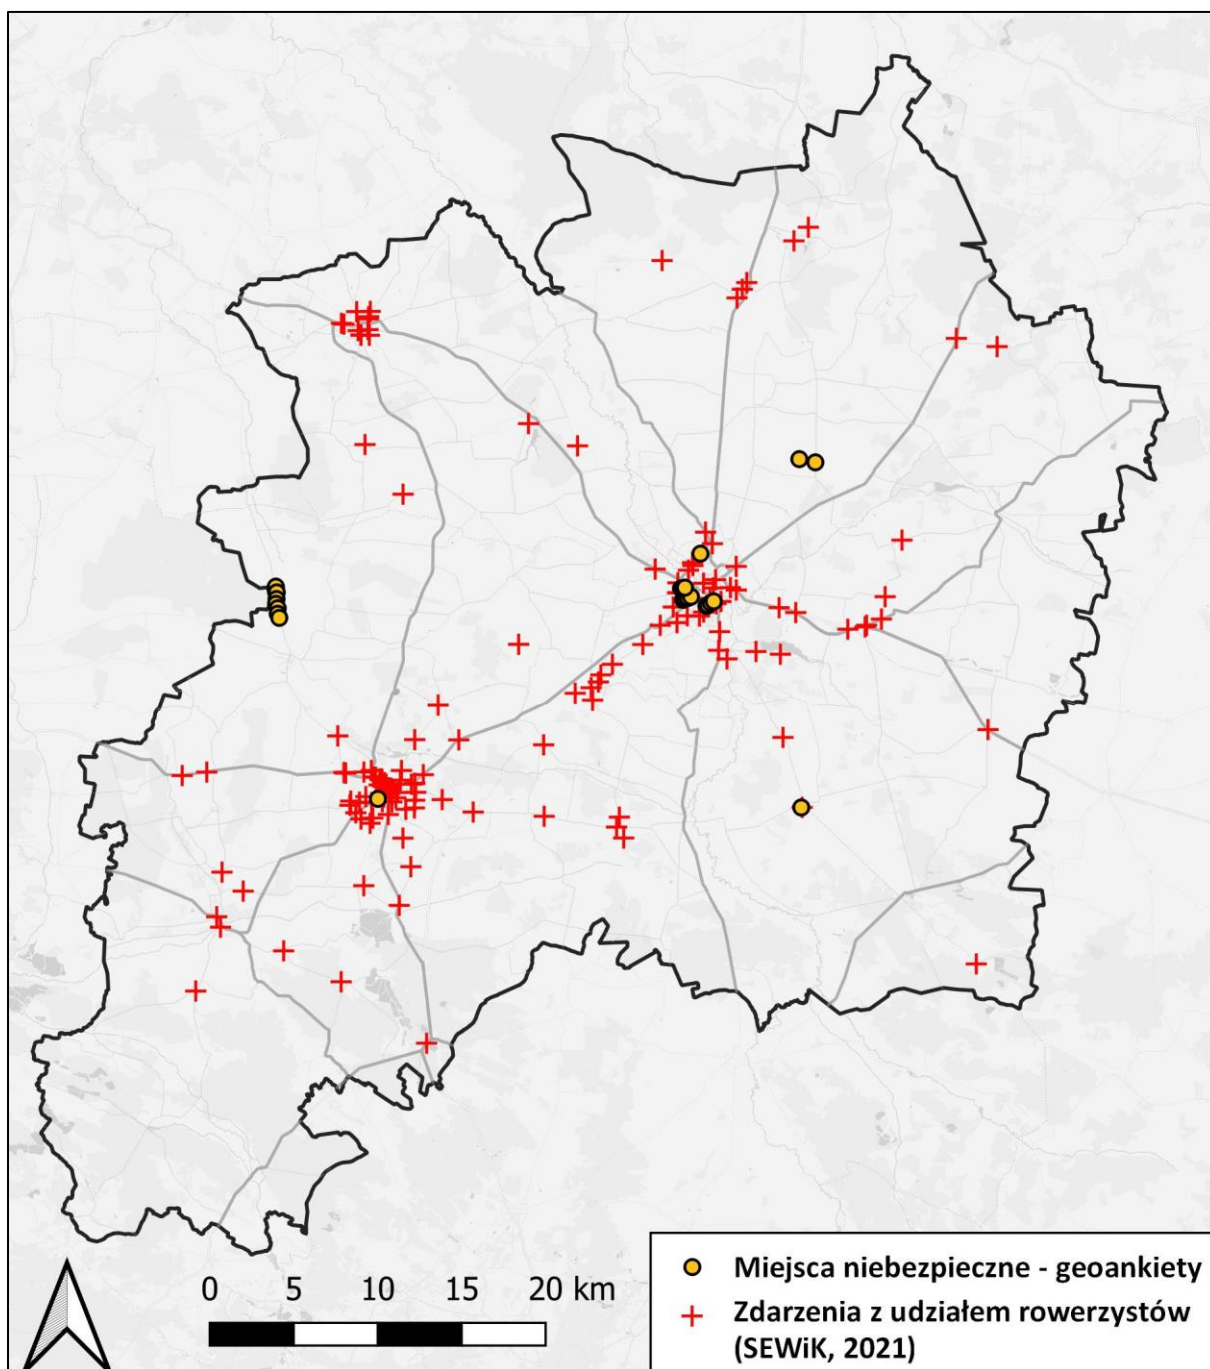 0 5 10 15 20 km
Miejsca niebezpieczne - geoankiety
Zdarzenia z udziałem rowerzystów
(SEWiK, 2021)